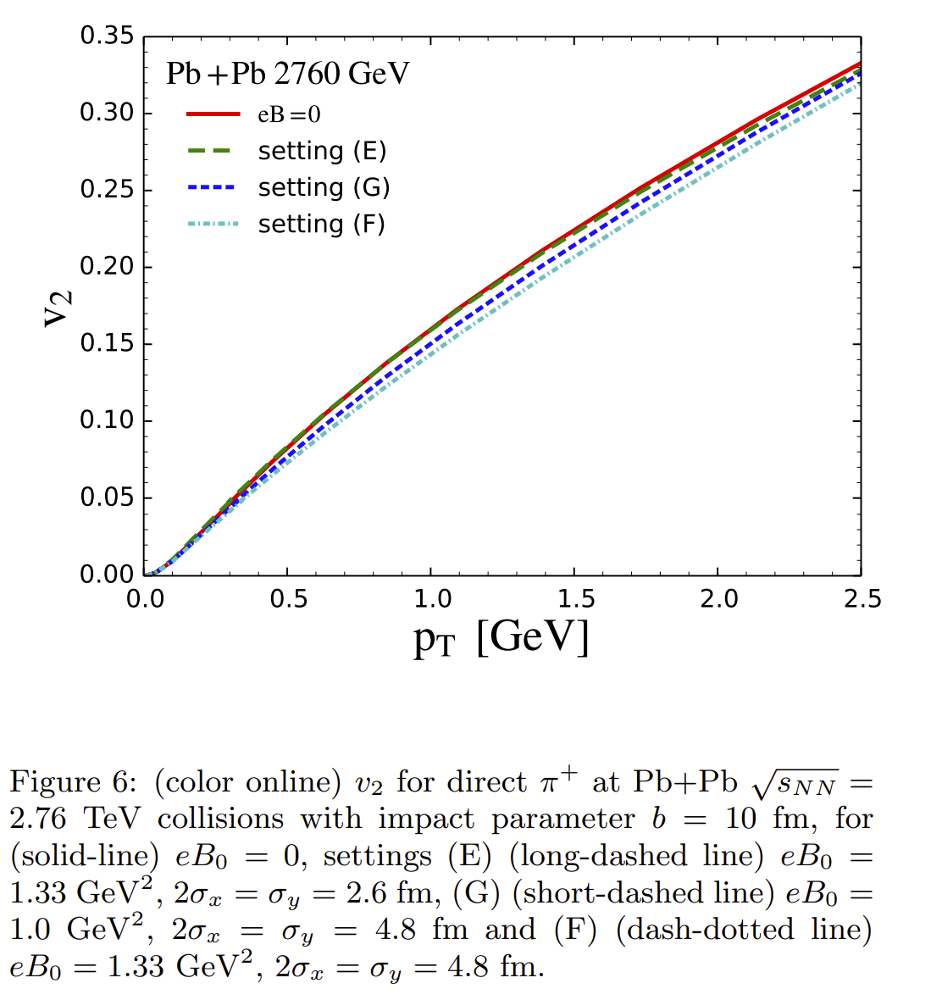 0.35
Pb+Pb 2760 GeV
0.30
eB=0
setting (E)
0.25
setting (G)
setting (F)
0.20
v₂
0.15
0.10
0.05
0.00
0.0 0.5 1.0 1.5 2.0 2.5
p_T [GeV]
Figure 6: (color online) v₂ for direct π⁺ at Pb+Pb √s_NN =
2.76 TeV collisions with impact parameter b = 10 fm, for
(solid-line) eB₀ = 0, settings (E) (long-dashed line) eB₀ =
1.33 GeV², 2σₓ = σ_y = 2.6 fm, (G) (short-dashed line) eB₀ =
1.0 GeV², 2σₓ = σ_y = 4.8 fm and (F) (dash-dotted line)
eB₀ = 1.33 GeV², 2σₓ = σ_y = 4.8 fm.